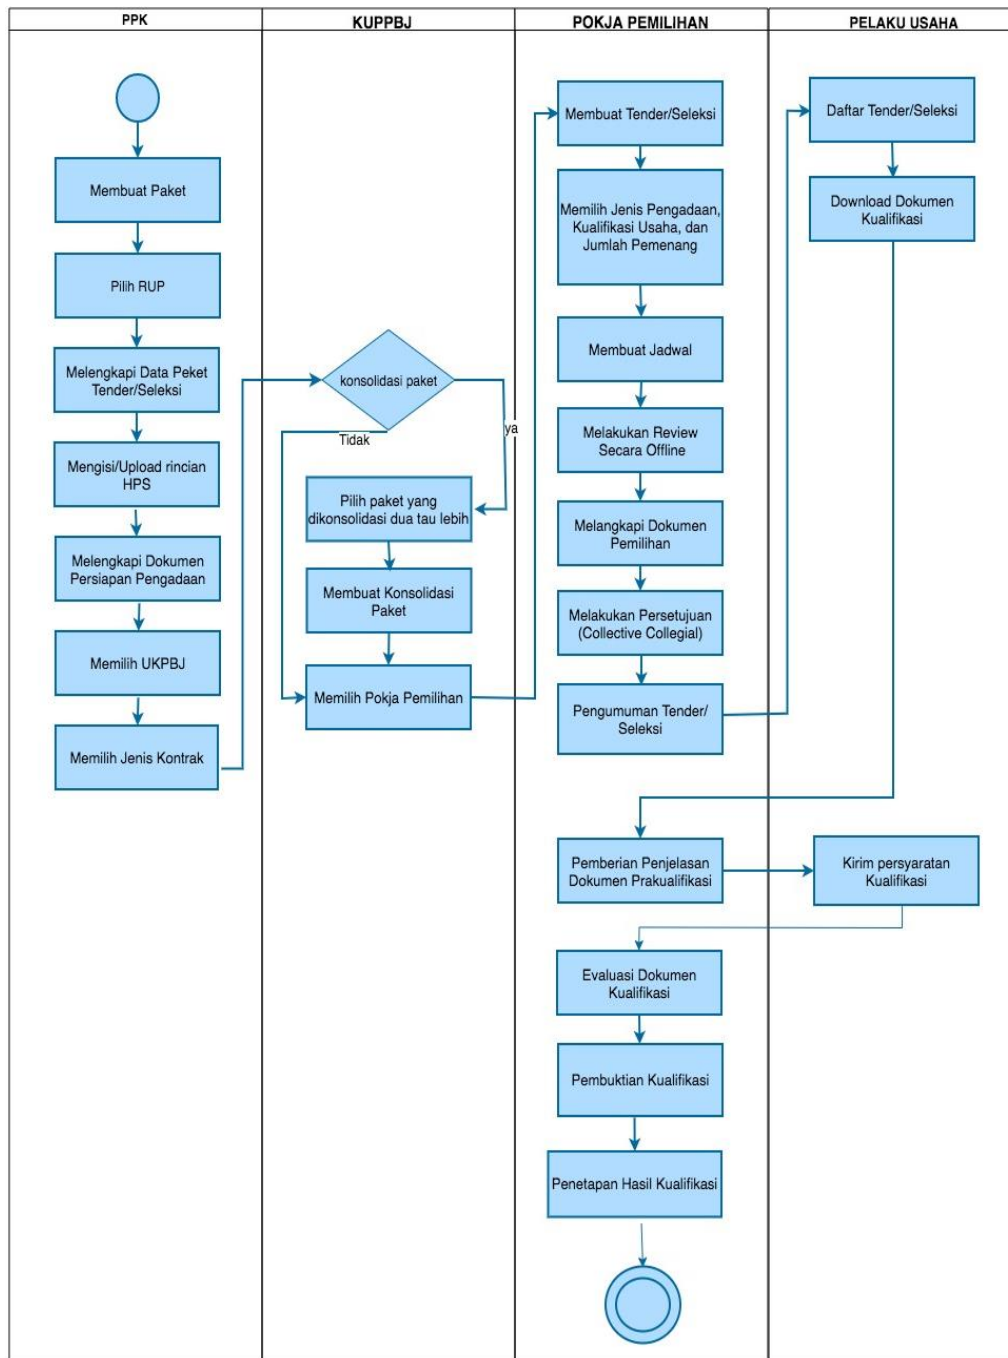 PPK
KUPPBJ
POKJA PEMILIHAN
PELAKU USAHA
Membuat Paket
Pilih RUP
Melengkapi Data Peket
Tender/Seleksi
Mengisi/Upload rincian
HPS
Melengkapi Dokumen
Persiapan Pengadaan
Memilih UKPBJ
Memilih Jenis Kontrak
konsolidasi paket
Tidak
ya
Pilih paket yang
dikonsolidasi dua tau lebih
Membuat Konsolidasi
Paket
Memilih Pokja Pemilihan
Membuat Tender/Seleksi
Memilih Jenis Pengadaan,
Kualifikasi Usaha, dan
Jumlah Pemenang
Membuat Jadwal
Melakukan Review
Secara Offline
Melangkapi Dokumen
Pemilihan
Melakukan Persetujuan
(Collective Collegial)
Pengumuman Tender/
Seleksi
Daftar Tender/Seleksi
Download Dokumen
Kualifikasi
Pemberian Penjelasan
Dokumen Prakualifikasi
Kirim persyaratan
Kualifikasi
Evaluasi Dokumen
Kualifikasi
Pembuktian Kualifikasi
Penetapan Hasil Kualifikasi